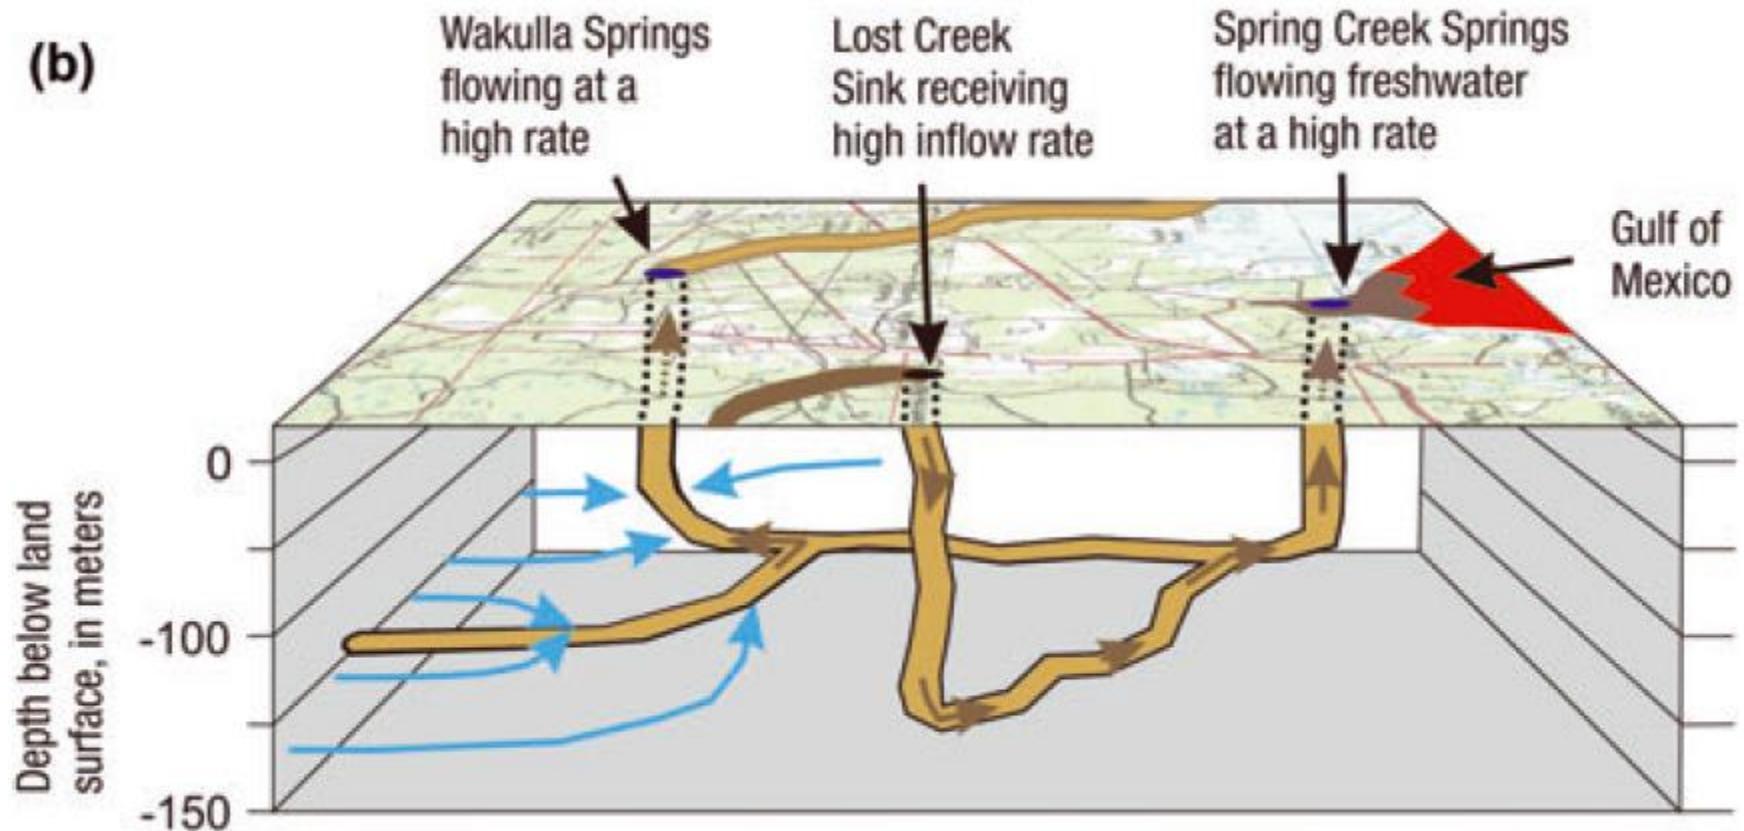 (b)
Wakulla Springs
flowing at a
high rate
Lost Creek
Sink receiving
high inflow rate
Spring Creek Springs
flowing freshwater
at a high rate
Gulf of
Mexico
Depth below land
surface, in meters
0
-100
-150